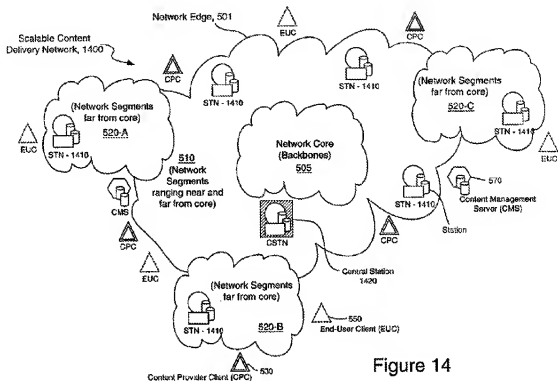 Network Edge, 501
EUC
Scalable Content
Delivery Network, 1400
CPC
CPC
STN - 1410
STN - 1410
(Network Segments
far from core)
520-A
STN - 1410
EUC
(Network Segments
far from core)
520-C
STN - 1410
EUC
Network Core
(Backbones)
505
510
(Network
Segments
ranging near and
far from core)
CMS
CPC
EUC
CSTN
STN - 1410
570
Content Management
Server (CMS)
Station
CPC
Central Station
1420
(Network Segments
far from core)
520-B
STN - 1410
550
End-User Client (EUC)
530
Content Provider Client (CPC)
Figure 14